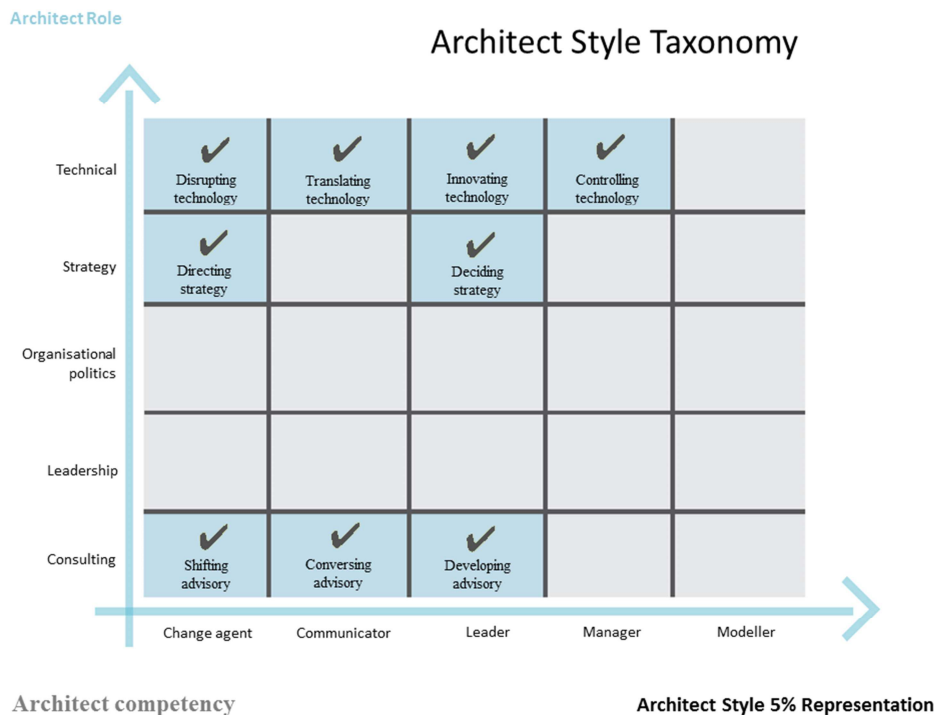 Architect Role
Architect Style Taxonomy
Technical
Disrupting
technology
Translating
technology
Innovating
technology
Controlling
technology
Strategy
Directing
strategy
Deciding
strategy
Organisational
politics
Leadership
Consulting
Shifting
advisory
Conversing
advisory
Developing
advisory
Change agent
Communicator
Leader
Manager
Modeller
Architect competency
Architect Style 5% Representation